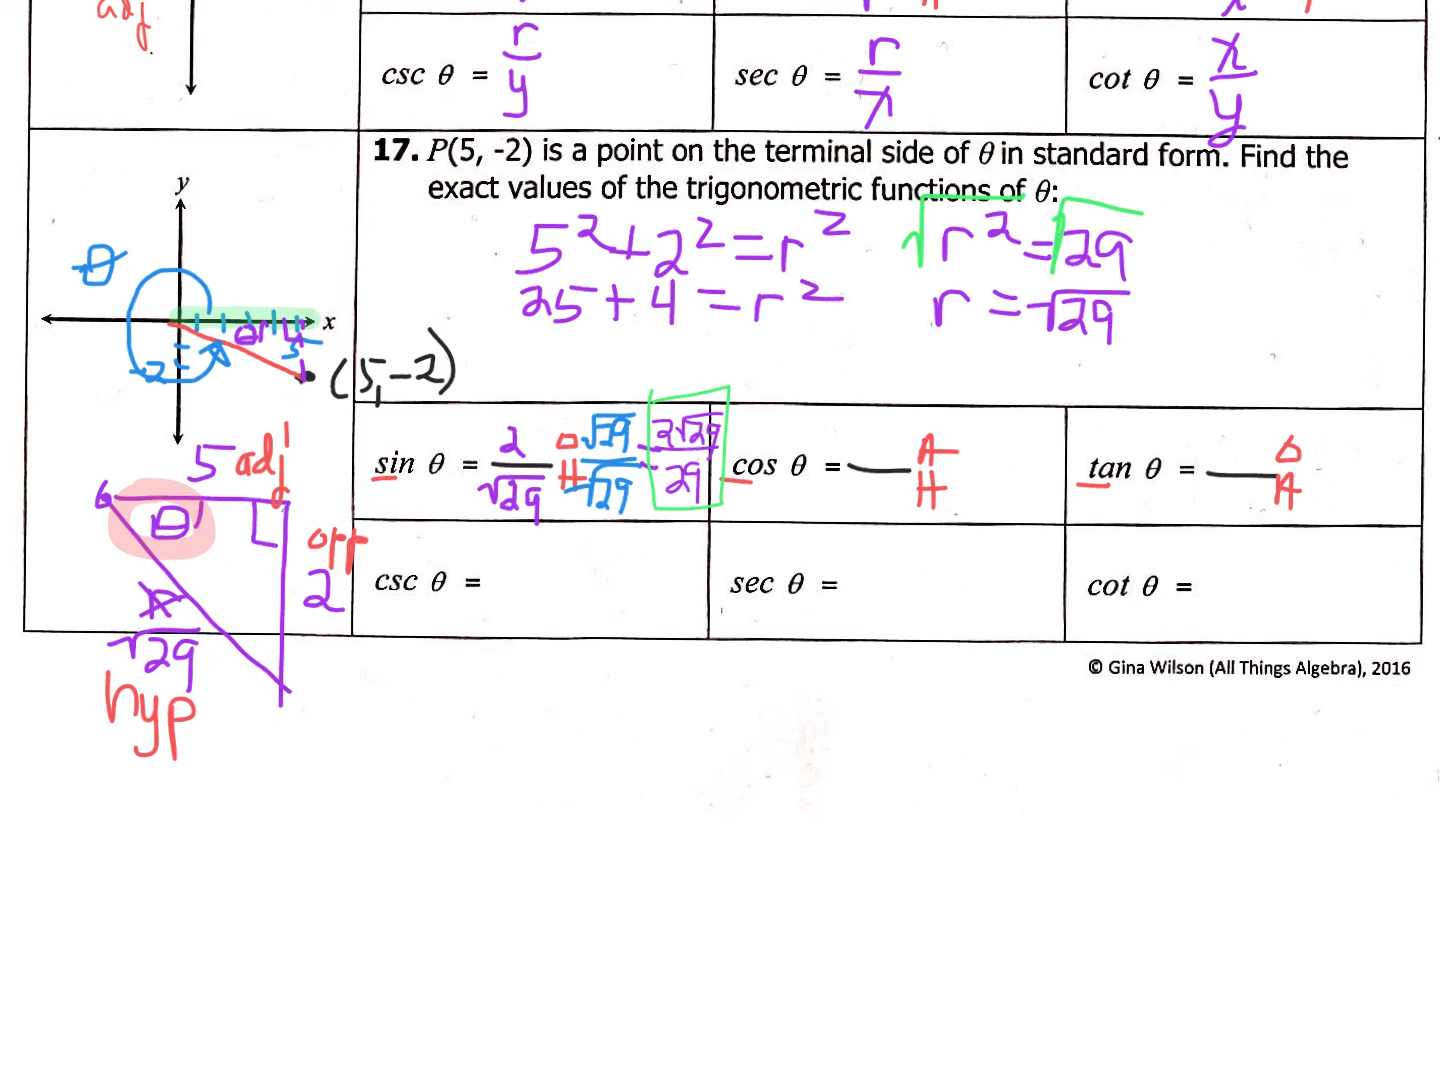 adj.
csc θ = r/y
sec θ = r/x
cot θ = x/y
17. P(5, -2) is a point on the terminal side of θ in standard form. Find the
exact values of the trigonometric functions of θ:
5² + 2² = r²
√r² = √29
25 + 4 = r²
r = √29
y
θ
x
5
-2
(5, -2)
sin θ = 2/√29 O/H √29/√29 = 2√29/29
cos θ = A/H
tan θ = O/A
5 adj
θ'
opp
2
r
√29
hyp
csc θ =
sec θ =
cot θ =
© Gina Wilson (All Things Algebra), 2016